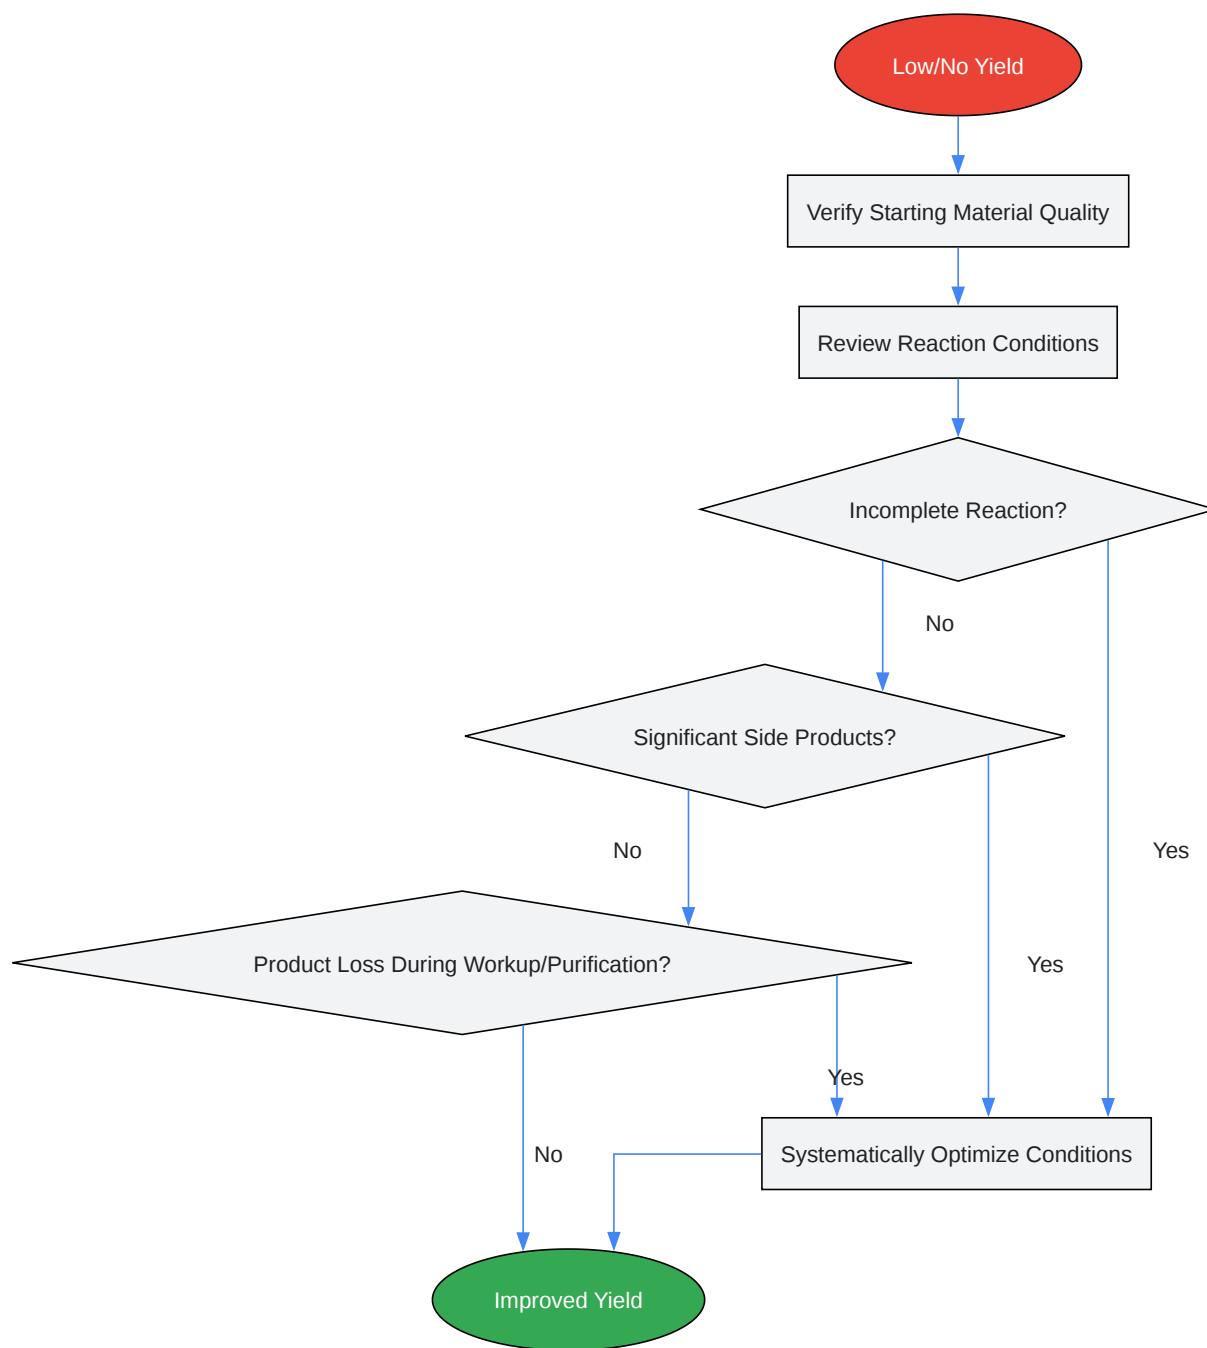 Low/No Yield
Verify Starting Material Quality
Review Reaction Conditions
Incomplete Reaction?
No
Significant Side Products?
No
Yes
Product Loss During Workup/Purification?
Yes
Yes
No
Systematically Optimize Conditions
Improved Yield